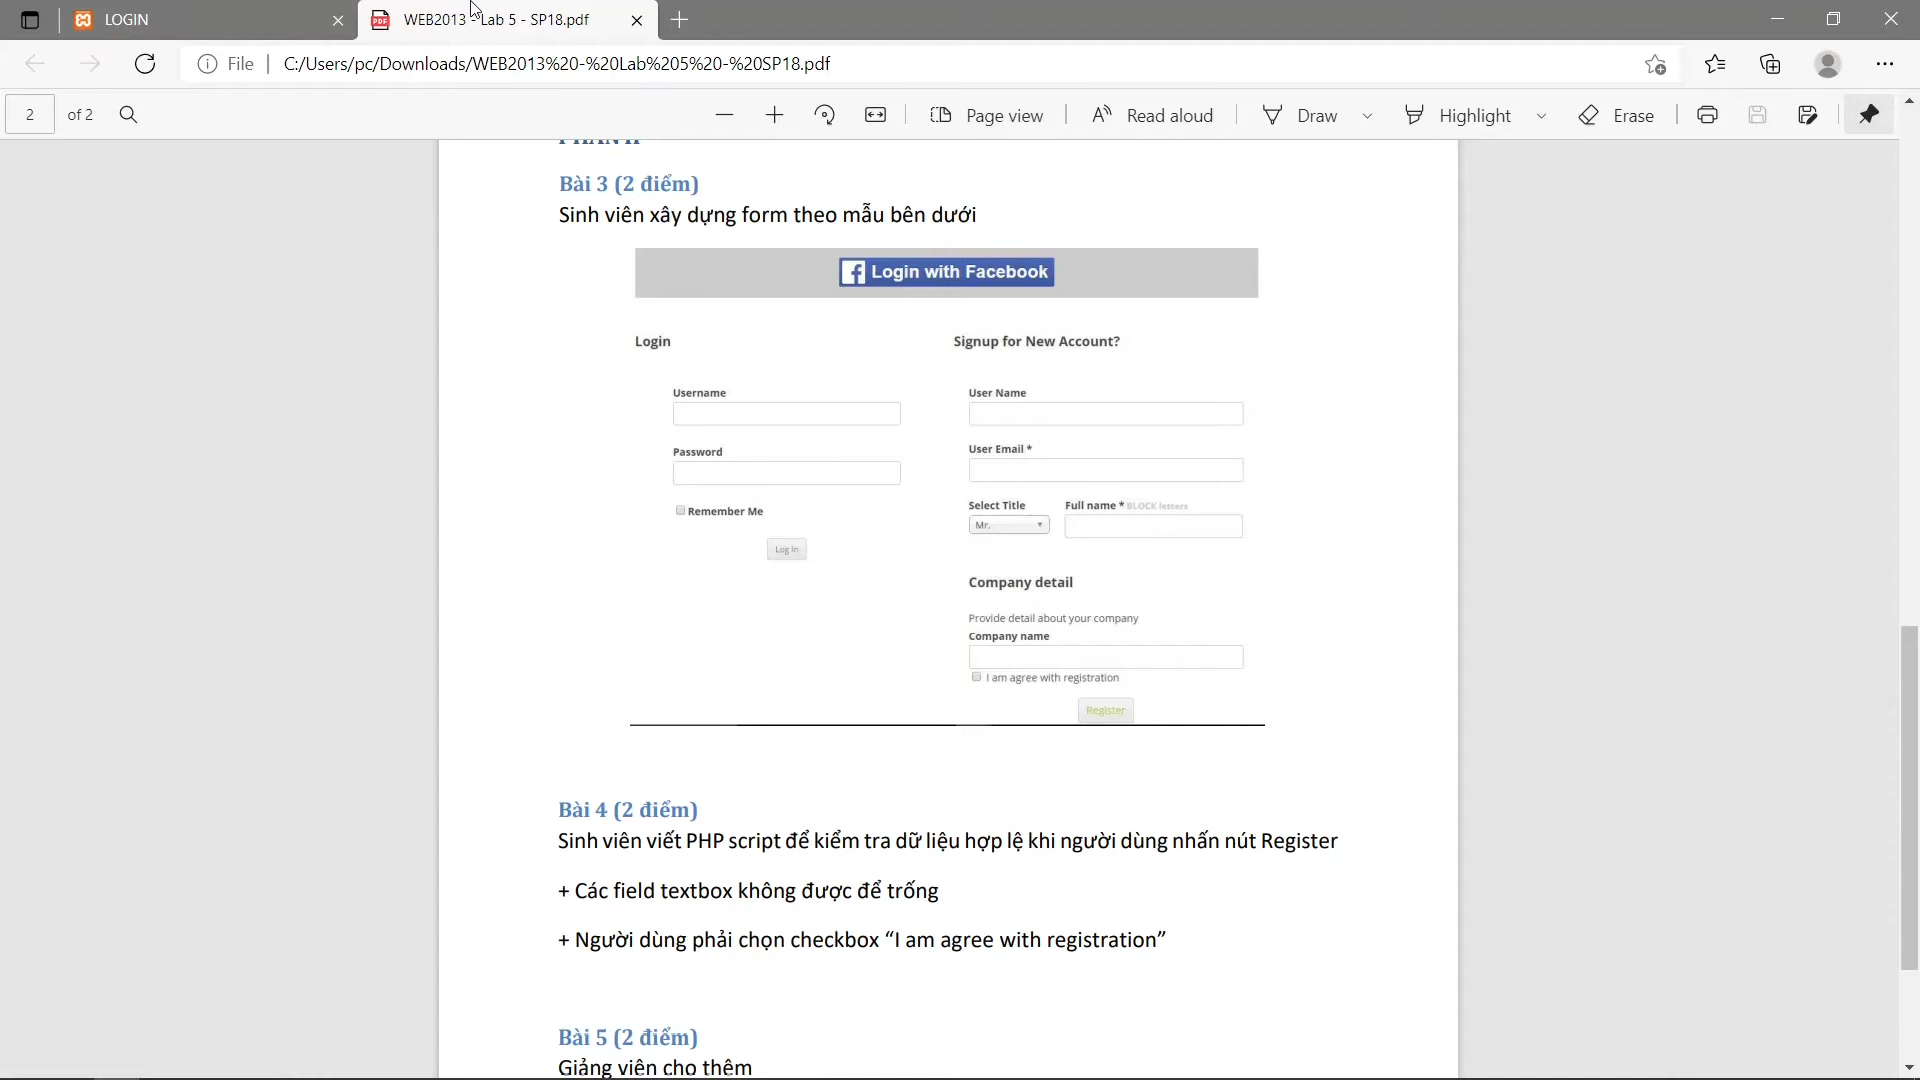 LOGIN
WEB2013 - Lab 5 - SP18.pdf
File
C:/Users/pc/Downloads/WEB2013%20-%20Lab%205%20-%20SP18.pdf
2
of 2
Page view
Read aloud
Draw
Highlight
Erase
Bài 3 (2 điểm)
Sinh viên xây dựng form theo mẫu bên dưới
Login with Facebook
Login
Signup for New Account?
Username
User Name
User Email *
Password
Select Title
Full name * BLOCK letters
Remember Me
Mr.
Log In
Company detail
Provide detail about your company
Company name
I am agree with registration
Register
Bài 4 (2 điểm)
Sinh viên viết PHP script để kiểm tra dữ liệu hợp lệ khi người dùng nhấn nút Register
+ Các field textbox không được để trống
+ Người dùng phải chọn checkbox “I am agree with registration”
Bài 5 (2 điểm)
Giảng viên cho thêm